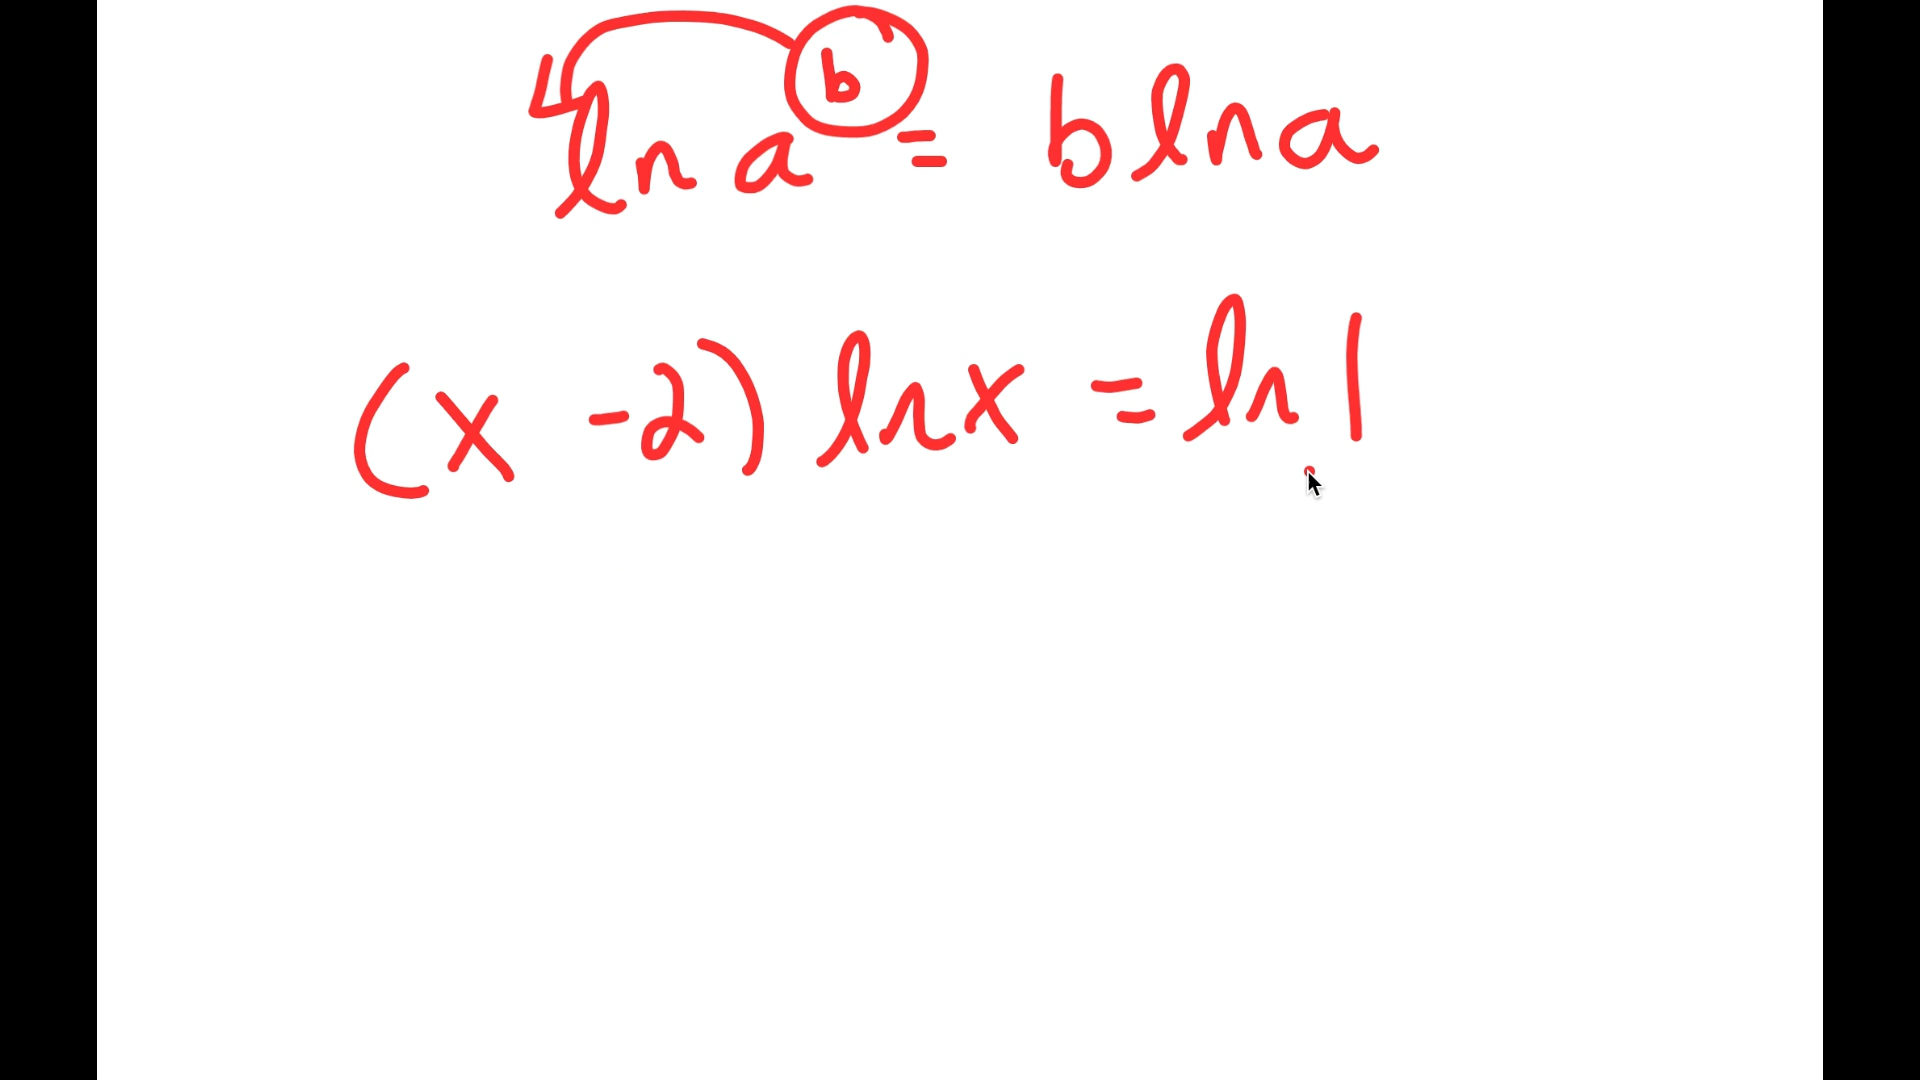 ln a^b = b ln a
(x - 2) ln x = ln 1